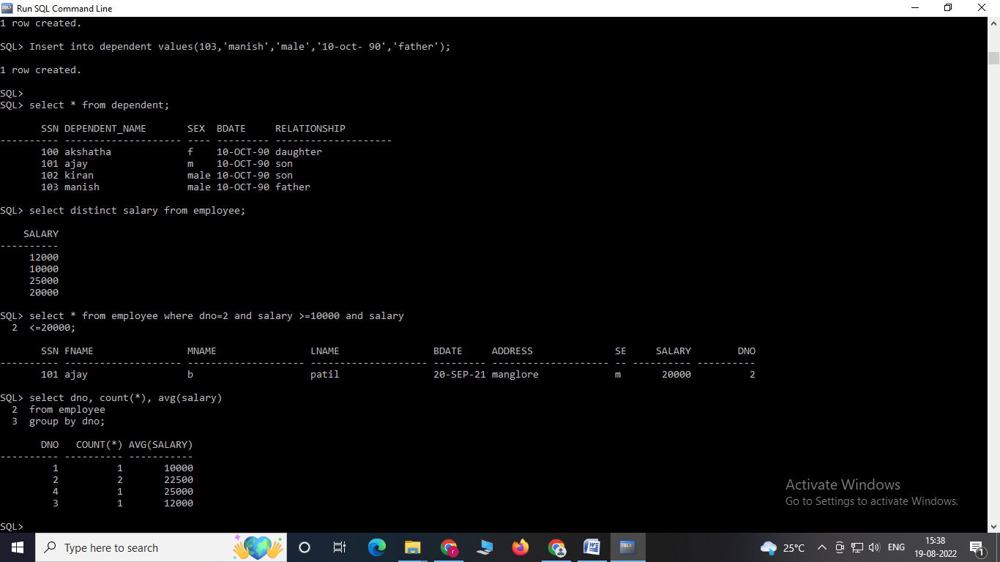 Run SQL Command Line
1 row created.
SQL> Insert into dependent values(103,'manish','male','10-oct- 90','father');
1 row created.
SQL>
SQL> select * from dependent;
SSN DEPENDENT_NAME SEX BDATE RELATIONSHIP
---------- -------------------- ---- --------- --------------------
100 akshatha f 10-OCT-90 daughter
101 ajay m 10-OCT-90 son
102 kiran male 10-OCT-90 son
103 manish male 10-OCT-90 father
SQL> select distinct salary from employee;
SALARY
----------
12000
10000
25000
20000
SQL> select * from employee where dno=2 and salary >=10000 and salary
2 <=20000;
SSN FNAME MNAME LNAME BDATE ADDRESS SE SALARY DNO
---------- -------------------- -------------------- -------------------- --------- -------------------- -- ---------- ----------
101 ajay b patil 20-SEP-21 manglore m 20000 2
SQL> select dno, count(*), avg(salary)
2 from employee
3 group by dno;
DNO COUNT(*) AVG(SALARY)
---------- ---------- -----------
1 1 10000
2 2 22500
4 1 25000
3 1 12000
Activate Windows
Go to Settings to activate Windows.
SQL>
Type here to search
25°C
ENG
15:38
19-08-2022
1